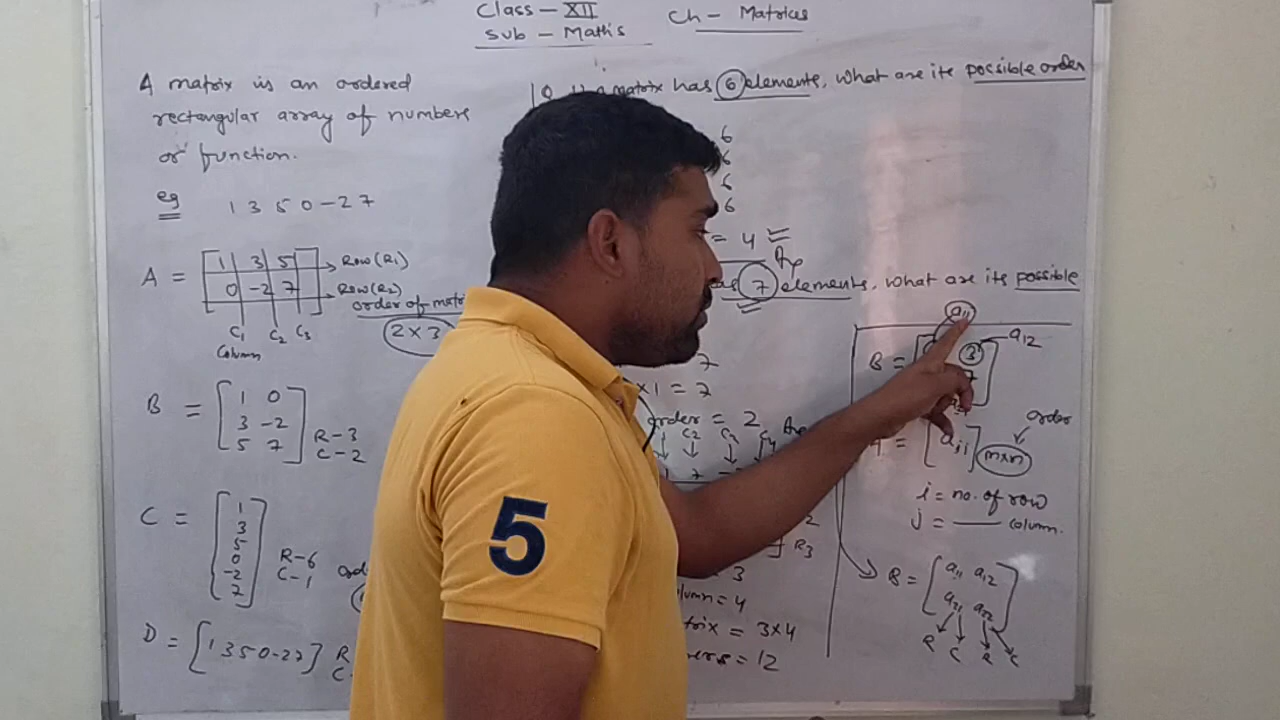 Class - XII
Sub - Maths
Ch - Matrices
A matrix is an ordered
rectangular array of numbers
or function.
eg 1 3 5 0 -2 7
A = [ 1 3 5 ] → Row (R1)
[ 0 -2 7 ] → Row (R2)
C1 C2 C3
Column
order of
2 × 3
B = [ 1 0
3 -2
5 7 ]
R - 3
C - 2
C = [ 1
3
5
0
-2
7 ]
R - 6
C - 1
D = [ 1 3 5 0 -2 7 ] R
C
matrix has 6 elements, What are its possible order
6
6
6
6
= 4
7 elements, What are its possible
7
× 1 = 7
order = 2
C2 C3 C4
R3
= 3
= 4
= 3×4
= 12
a11
B = 3 a12
7
= [ aij ] m×n
order
i = no. of row
j = —— column.
B = [ a11 a12
a21 a22 ]
R C R C
5